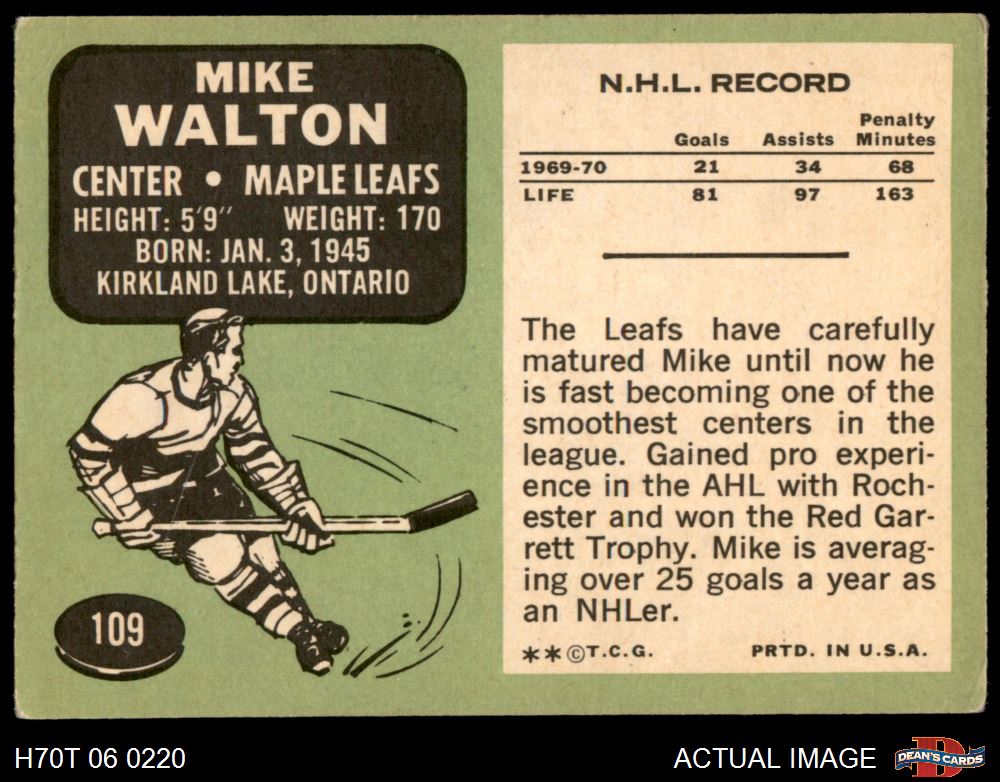 MIKE
WALTON
CENTER • MAPLE LEAFS
HEIGHT: 5'9" WEIGHT: 170
BORN: JAN. 3, 1945
KIRKLAND LAKE, ONTARIO
109
N.H.L. RECORD
Goals Assists Penalty Minutes
1969-70 21 34 68
LIFE 81 97 163
The Leafs have carefully
matured Mike until now he
is fast becoming one of the
smoothest centers in the
league. Gained pro experi-
ence in the AHL with Roch-
ester and won the Red Gar-
rett Trophy. Mike is averag-
ing over 25 goals a year as
an NHLer.
**©T.C.G. PRTD. IN U.S.A.
H70T 06 0220
ACTUAL IMAGE
D
DEAN'S CARDS